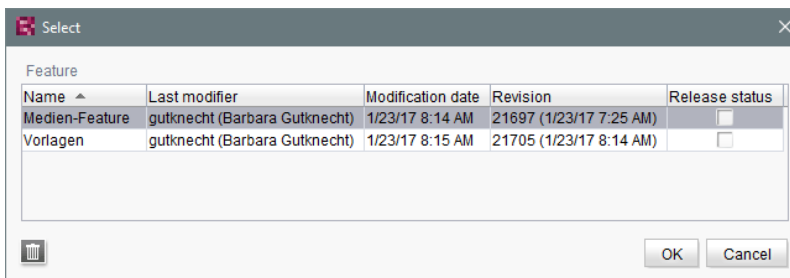 Select
Feature
Name Last modifier Modification date Revision Release status
Medien-Feature gutknecht (Barbara Gutknecht) 1/23/17 8:14 AM 21697 (1/23/17 7:25 AM)
Vorlagen gutknecht (Barbara Gutknecht) 1/23/17 8:15 AM 21705 (1/23/17 8:14 AM)
OK Cancel